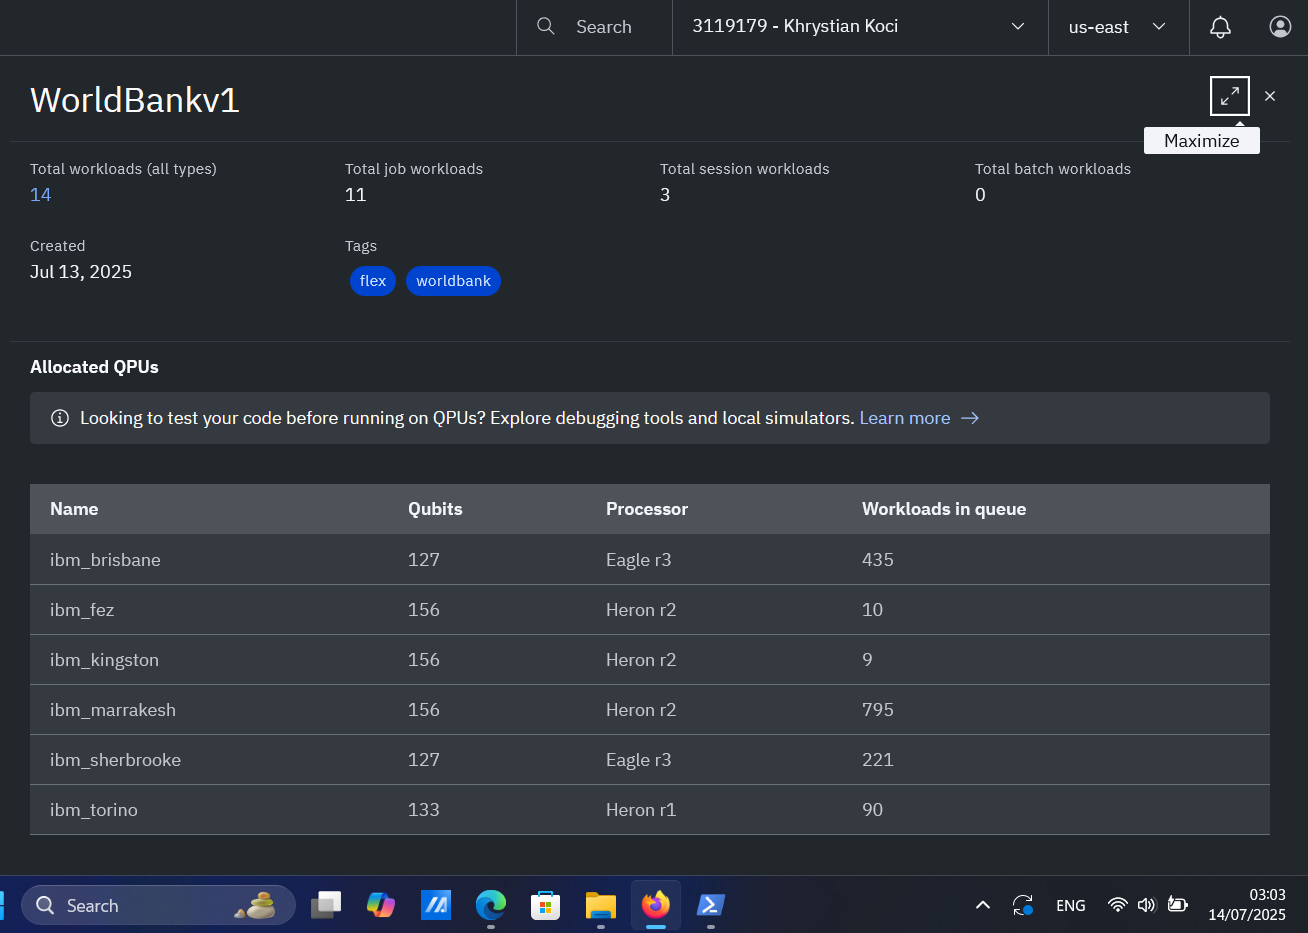 Search
3119179 - Khrystian Koci
us-east
WorldBankv1
Maximize
Total workloads (all types)
14
Total job workloads
11
Total session workloads
3
Total batch workloads
0
Created
Jul 13, 2025
Tags
flex
worldbank
Allocated QPUs
Looking to test your code before running on QPUs? Explore debugging tools and local simulators. Learn more →
Name Qubits Processor Workloads in queue
ibm_brisbane 127 Eagle r3 435
ibm_fez 156 Heron r2 10
ibm_kingston 156 Heron r2 9
ibm_marrakesh 156 Heron r2 795
ibm_sherbrooke 127 Eagle r3 221
ibm_torino 133 Heron r1 90
Search
ENG
03:03
14/07/2025